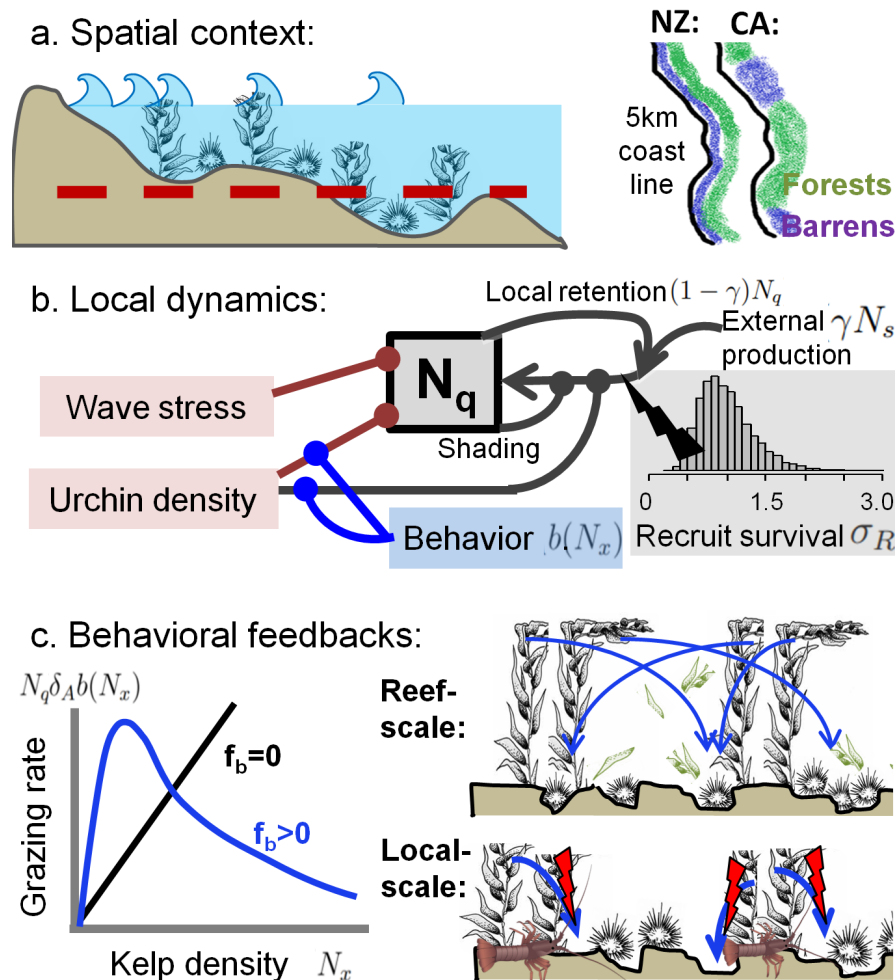 a. Spatial context:
NZ: CA:
5km
coast
line
Forests
Barrens
b. Local dynamics:
Local retention (1 − γ)N_q
External γN_s
production
Wave stress
N_q
Shading
Urchin density
Behavior b(N_x)
0 1.5 3.0
Recruit survival σ_R
c. Behavioral feedbacks:
N_qδ_Ab(N_x)
Grazing rate
f_b=0
f_b>0
Kelp density N_x
Reef-
scale:
Local-
scale: